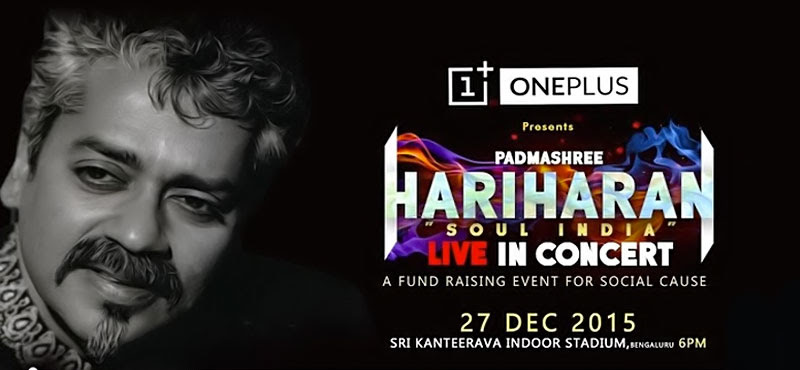 1+ ONEPLUS
Presents
PADMASHREE
HARIHARAN
"SOUL INDIA"
LIVE IN CONCERT
A FUND RAISING EVENT FOR SOCIAL CAUSE
27 DEC 2015
SRI KANTEERAVA INDOOR STADIUM, BENGALURU 6PM